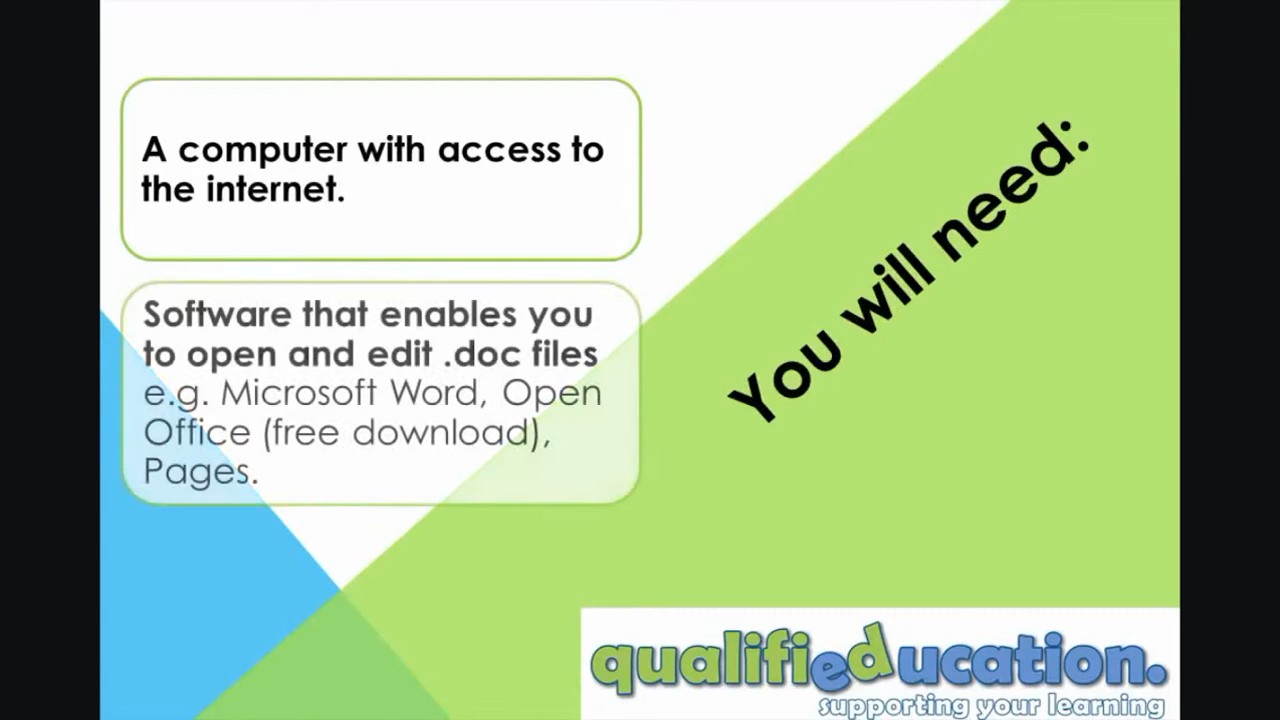 You will need:
A computer with access to
the internet.
Software that enables you
to open and edit .doc files
e.g. Microsoft Word, Open
Office (free download),
Pages.
qualifieducation.
supporting your learning